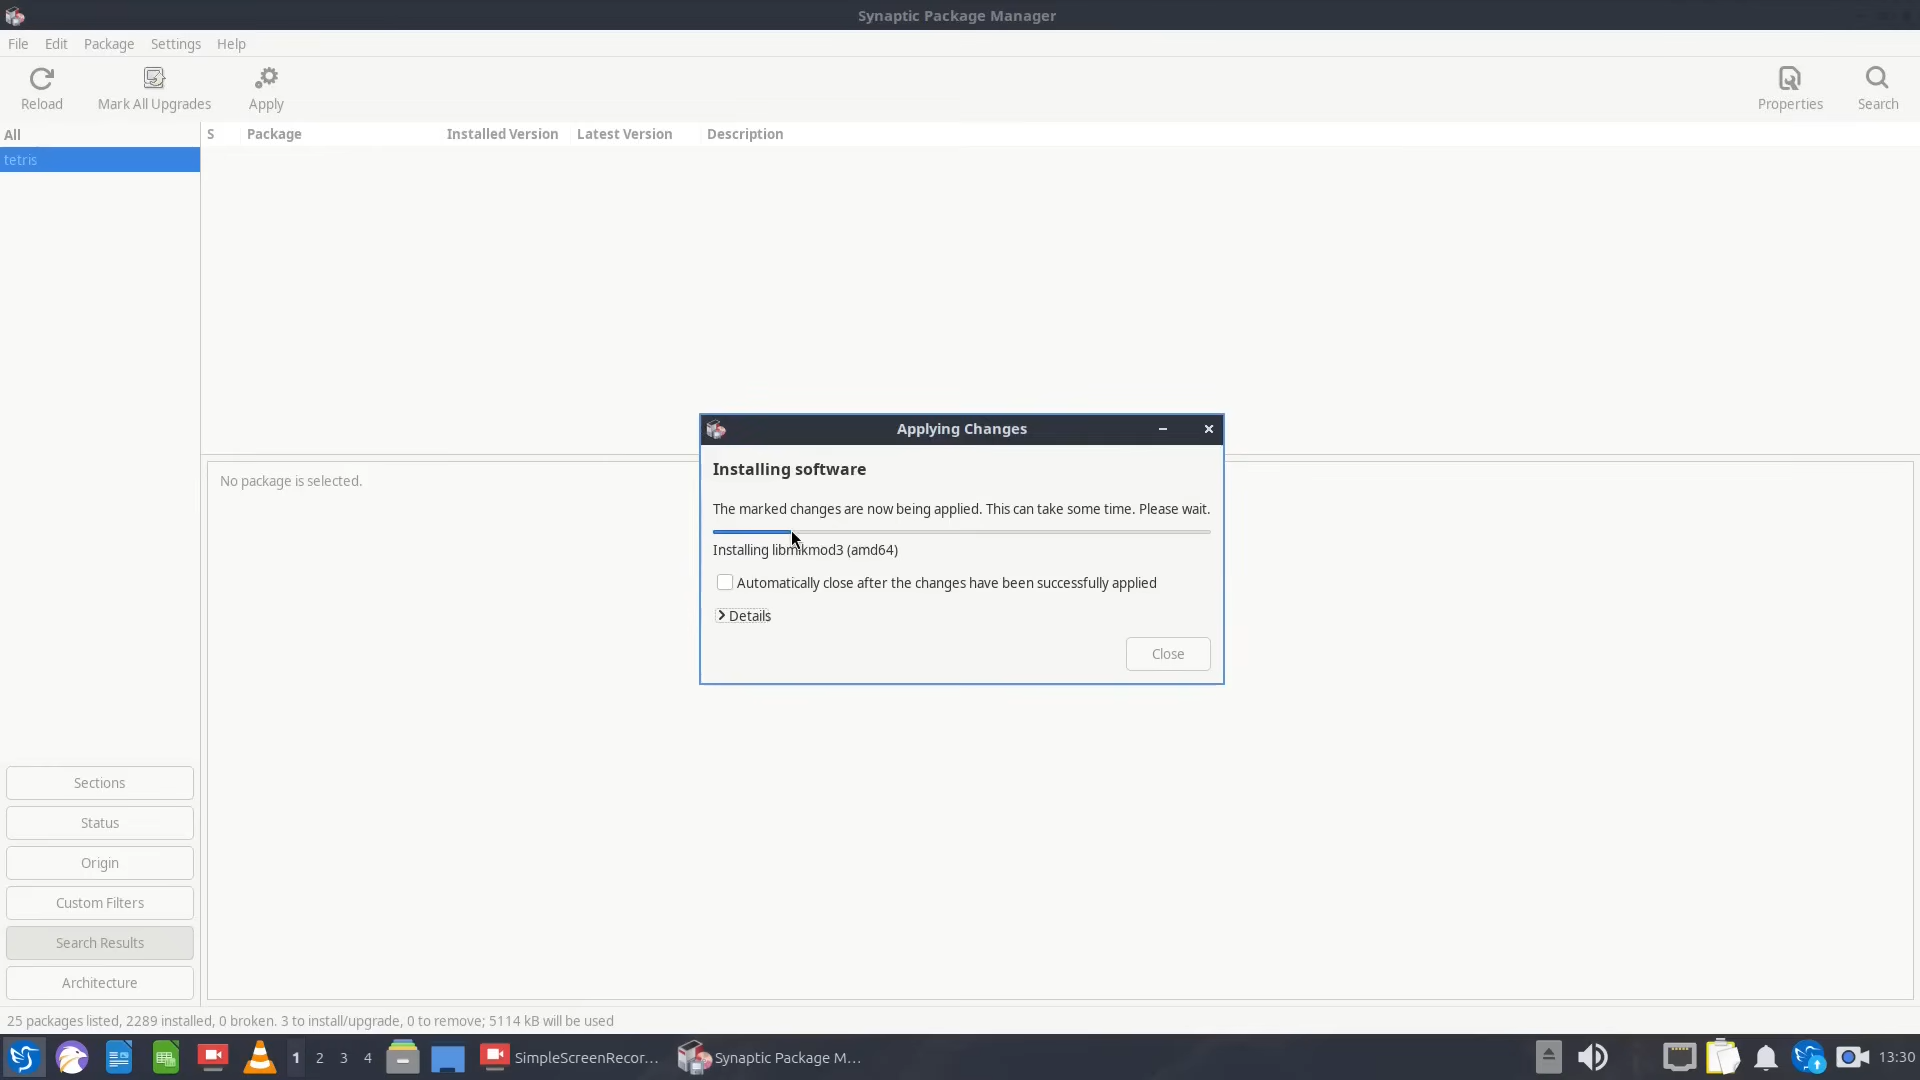 Synaptic Package Manager
File Edit Package Settings Help
Reload Mark All Upgrades Apply Properties Search
All
tetris
S Package Installed Version Latest Version Description
No package is selected.
Applying Changes
Installing software
The marked changes are now being applied. This can take some time. Please wait.
Installing libmikmod3 (amd64)
Automatically close after the changes have been successfully applied
Details
Close
Sections
Status
Origin
Custom Filters
Search Results
Architecture
25 packages listed, 2289 installed, 0 broken. 3 to install/upgrade, 0 to remove; 5114 kB will be used
1 2 3 4 SimpleScreenRecor... Synaptic Package M... 13:30